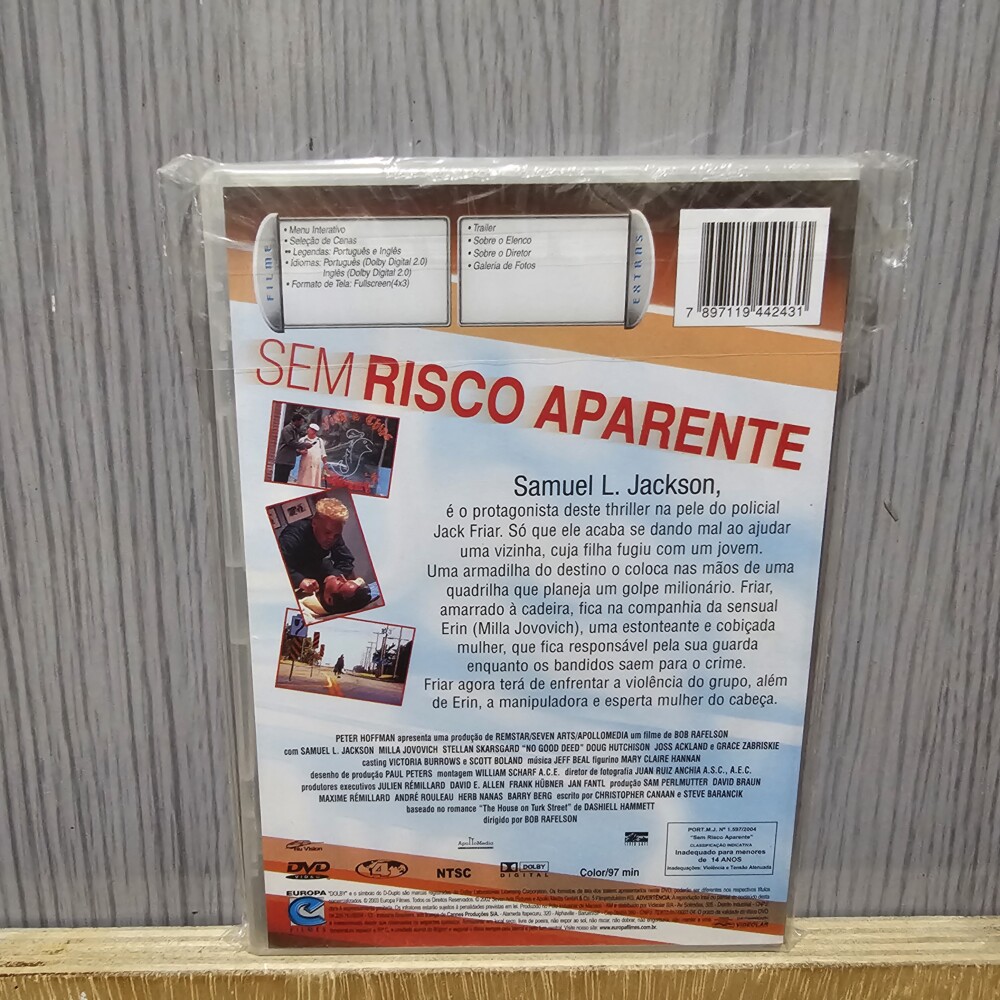 FILME
• Menu Interativo
• Seleção de Cenas
•• Legendas: Português e Inglês
• Idiomas: Português (Dolby Digital 2.0)
Inglês (Dolby Digital 2.0)
• Formato de Tela: Fullscreen(4x3)
• Trailer
• Sobre o Elenco
• Sobre o Diretor
• Galeria de Fotos
EXTRAS
7 897119 442431
SEM RISCO APARENTE
Samuel L. Jackson,
é o protagonista deste thriller na pele do policial
Jack Friar. Só que ele acaba se dando mal ao ajudar
uma vizinha, cuja filha fugiu com um jovem.
Uma armadilha do destino o coloca nas mãos de uma
quadrilha que planeja um golpe milionário. Friar,
amarrado à cadeira, fica na companhia da sensual
Erin (Milla Jovovich), uma estonteante e cobiçada
mulher, que fica responsável pela sua guarda
enquanto os bandidos saem para o crime.
Friar agora terá de enfrentar a violência do grupo, além
de Erin, a manipuladora e esperta mulher do cabeça.
PETER HOFFMAN apresenta uma produção de REMSTAR/SEVEN ARTS/APOLLOMEDIA um filme de BOB RAFELSON
com SAMUEL L. JACKSON MILLA JOVOVICH STELLAN SKARSGARD "NO GOOD DEED" DOUG HUTCHISON JOSS ACKLAND e GRACE ZABRISKIE
casting VICTORIA BURROWS e SCOTT BOLAND música JEFF BEAL figurino MARY CLAIRE HANNAN
desenho de produção PAUL PETERS montagem WILLIAM SCHARF A.C.E. diretor de fotografia JUAN RUIZ ANCHIA A.S.C., A.E.C.
produtores executivos JULIEN RÉMILLARD DAVID E. ALLEN FRANK HÜBNER JAN FANTL produção SAM PERLMUTTER DAVID BRAUN
MAXIME RÉMILLARD ANDRÉ ROULEAU HERB NANAS BARRY BERG escrito por CHRISTOPHER CANAAN e STEVE BARANCIK
baseado no romance "The House on Turk Street" de DASHIELL HAMMETT
dirigido por BOB RAFELSON
ApolloMedia
PORT.M.J. Nº 1.597/2004
"Sem Risco Aparente"
CLASSIFICAÇÃO INDICATIVA
Inadequado para menores
de 14 ANOS
Inadequações: Violência e Tensão Atenuada
DVD
VIDEO
4
NTSC
DOLBY
DIGITAL
Color/97 min
EUROPA
FILMES
www.europafilmes.com.br
VIDEOLAR